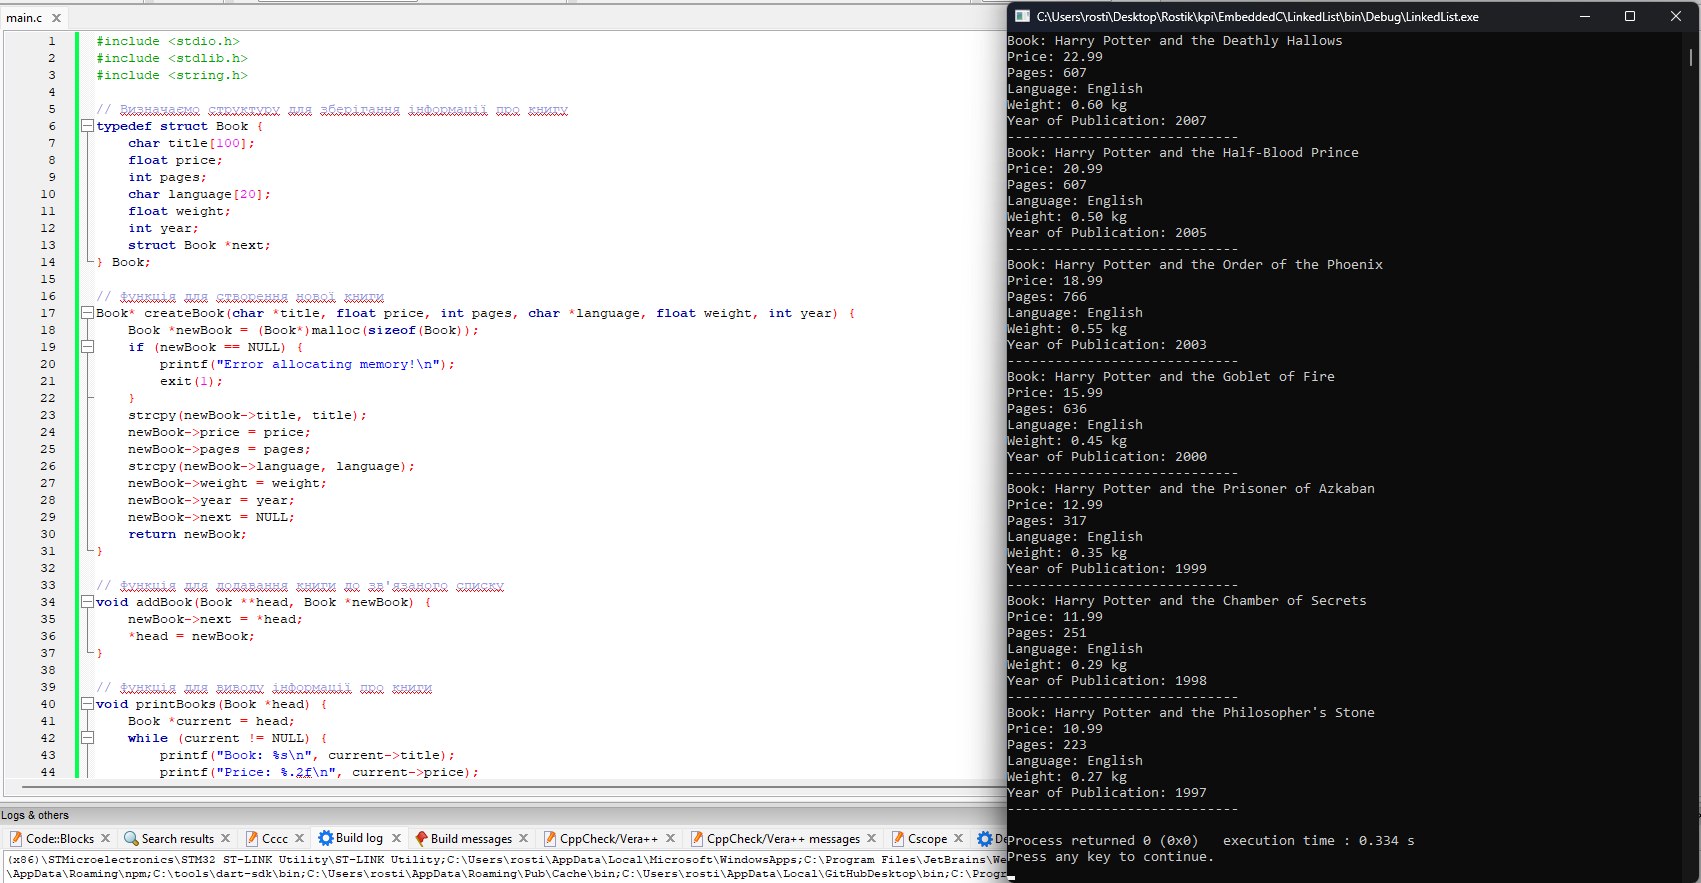 main.c
1 #include <stdio.h>
2 #include <stdlib.h>
3 #include <string.h>
4
5 // Визначаємо структуру для зберігання інформації про книгу
6 typedef struct Book {
7 char title[100];
8 float price;
9 int pages;
10 char language[20];
11 float weight;
12 int year;
13 struct Book *next;
14 } Book;
15
16 // Функція для створення нової книги
17 Book* createBook(char *title, float price, int pages, char *language, float weight, int year) {
18 Book *newBook = (Book*)malloc(sizeof(Book));
19 if (newBook == NULL) {
20 printf("Error allocating memory!\n");
21 exit(1);
22 }
23 strcpy(newBook->title, title);
24 newBook->price = price;
25 newBook->pages = pages;
26 strcpy(newBook->language, language);
27 newBook->weight = weight;
28 newBook->year = year;
29 newBook->next = NULL;
30 return newBook;
31 }
32
33 // Функція для додавання книги до зв'язаного списку
34 void addBook(Book **head, Book *newBook) {
35 newBook->next = *head;
36 *head = newBook;
37 }
38
39 // Функція для виводу інформації про книги
40 void printBooks(Book *head) {
41 Book *current = head;
42 while (current != NULL) {
43 printf("Book: %s\n", current->title);
44 printf("Price: %.2f\n", current->price);
Logs & others
Code::Blocks Search results Cccc Build log Build messages CppCheck/Vera++ CppCheck/Vera++ messages Cscope De
(x86)\STMicroelectronics\STM32 ST-LINK Utility\ST-LINK Utility;C:\Users\rosti\AppData\Local\Microsoft\WindowsApps;C:\Program Files\JetBrains\We
\AppData\Roaming\npm;C:\tools\dart-sdk\bin;C:\Users\rosti\AppData\Roaming\Pub\Cache\bin;C:\Users\rosti\AppData\Local\GitHubDesktop\bin;C:\Progr
C:\Users\rosti\Desktop\Rostik\kpi\EmbeddedC\LinkedList\bin\Debug\LinkedList.exe
Book: Harry Potter and the Deathly Hallows
Price: 22.99
Pages: 607
Language: English
Weight: 0.60 kg
Year of Publication: 2007
-----------------------------
Book: Harry Potter and the Half-Blood Prince
Price: 20.99
Pages: 607
Language: English
Weight: 0.50 kg
Year of Publication: 2005
-----------------------------
Book: Harry Potter and the Order of the Phoenix
Price: 18.99
Pages: 766
Language: English
Weight: 0.55 kg
Year of Publication: 2003
-----------------------------
Book: Harry Potter and the Goblet of Fire
Price: 15.99
Pages: 636
Language: English
Weight: 0.45 kg
Year of Publication: 2000
-----------------------------
Book: Harry Potter and the Prisoner of Azkaban
Price: 12.99
Pages: 317
Language: English
Weight: 0.35 kg
Year of Publication: 1999
-----------------------------
Book: Harry Potter and the Chamber of Secrets
Price: 11.99
Pages: 251
Language: English
Weight: 0.29 kg
Year of Publication: 1998
-----------------------------
Book: Harry Potter and the Philosopher's Stone
Price: 10.99
Pages: 223
Language: English
Weight: 0.27 kg
Year of Publication: 1997
-----------------------------
Process returned 0 (0x0) execution time : 0.334 s
Press any key to continue.